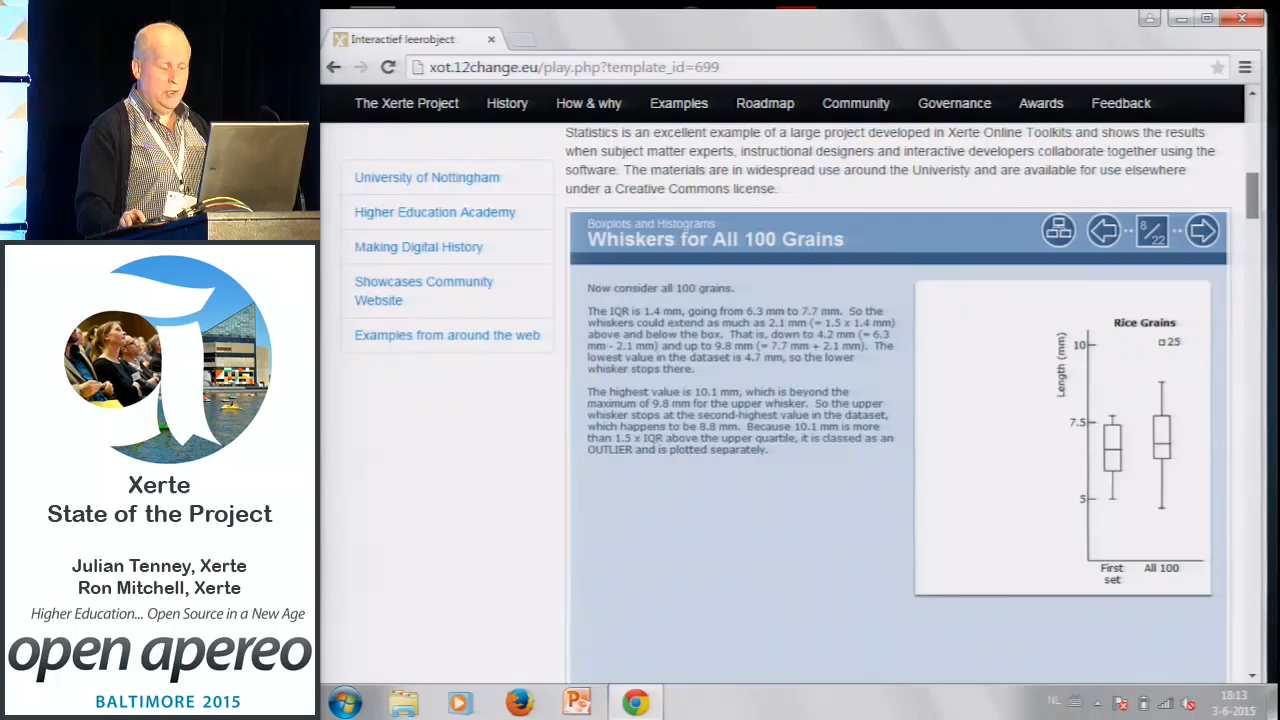 Interactief leerobject
xot.12change.eu/play.php?template_id=699
The Xerte Project History How & why Examples Roadmap Community Governance Awards Feedback
Statistics is an excellent example of a large project developed in Xerte Online Toolkits and shows the results
when subject matter experts, instructional designers and interactive developers collaborate together using the
software. The materials are in widespread use around the Univeristy and are available for use elsewhere
under a Creative Commons license.
University of Nottingham
Higher Education Academy
Making Digital History
Showcases Community
Website
Examples from around the web
Boxplots and Histograms
Whiskers for All 100 Grains
8/22
Now consider all 100 grains.
The IQR is 1.4 mm, going from 6.3 mm to 7.7 mm. So the
whiskers could extend as much as 2.1 mm (= 1.5 x 1.4 mm)
above and below the box. That is, down to 4.2 mm (= 6.3
mm - 2.1 mm) and up to 9.8 mm (= 7.7 mm + 2.1 mm). The
lowest value in the dataset is 4.7 mm, so the lower
whisker stops there.
The highest value is 10.1 mm, which is beyond the
maximum of 9.8 mm for the upper whisker. So the upper
whisker stops at the second-highest value in the dataset,
which happens to be 8.8 mm. Because 10.1 mm is more
than 1.5 x IQR above the upper quartile, it is classed as an
OUTLIER and is plotted separately.
Rice Grains
Length (mm)
10
25
7.5
5
First
set
All 100
Xerte
State of the Project
Julian Tenney, Xerte
Ron Mitchell, Xerte
Higher Education... Open Source in a New Age
open apereo
BALTIMORE 2015
NL
18:13
3-6-2015